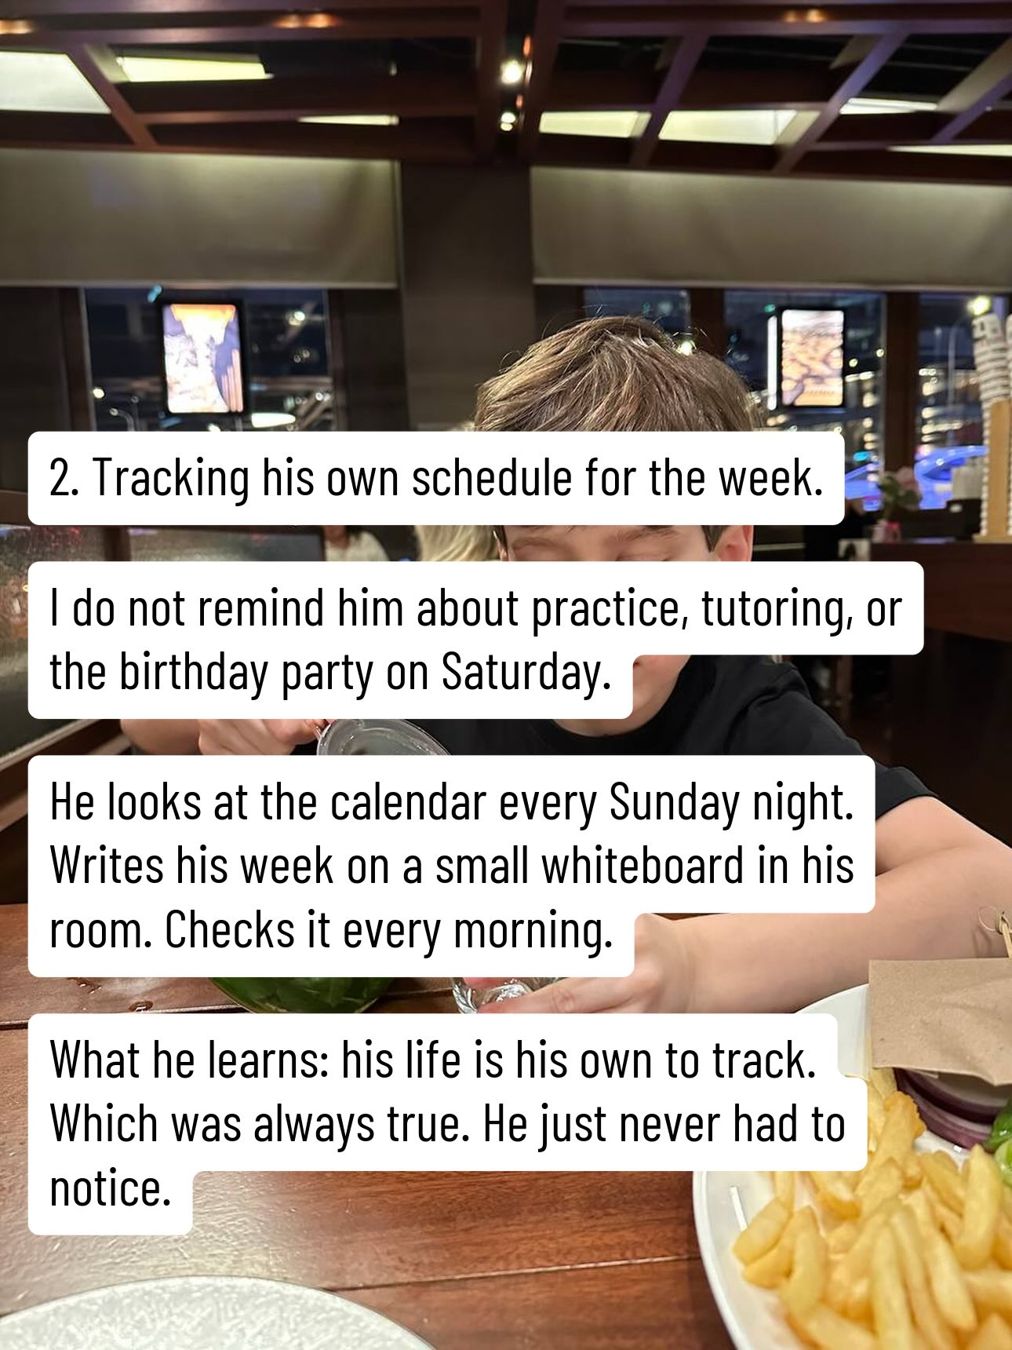 2. Tracking his own schedule for the week.
I do not remind him about practice, tutoring, or
the birthday party on Saturday.
He looks at the calendar every Sunday night.
Writes his week on a small whiteboard in his
room. Checks it every morning.
What he learns: his life is his own to track.
Which was always true. He just never had to
notice.